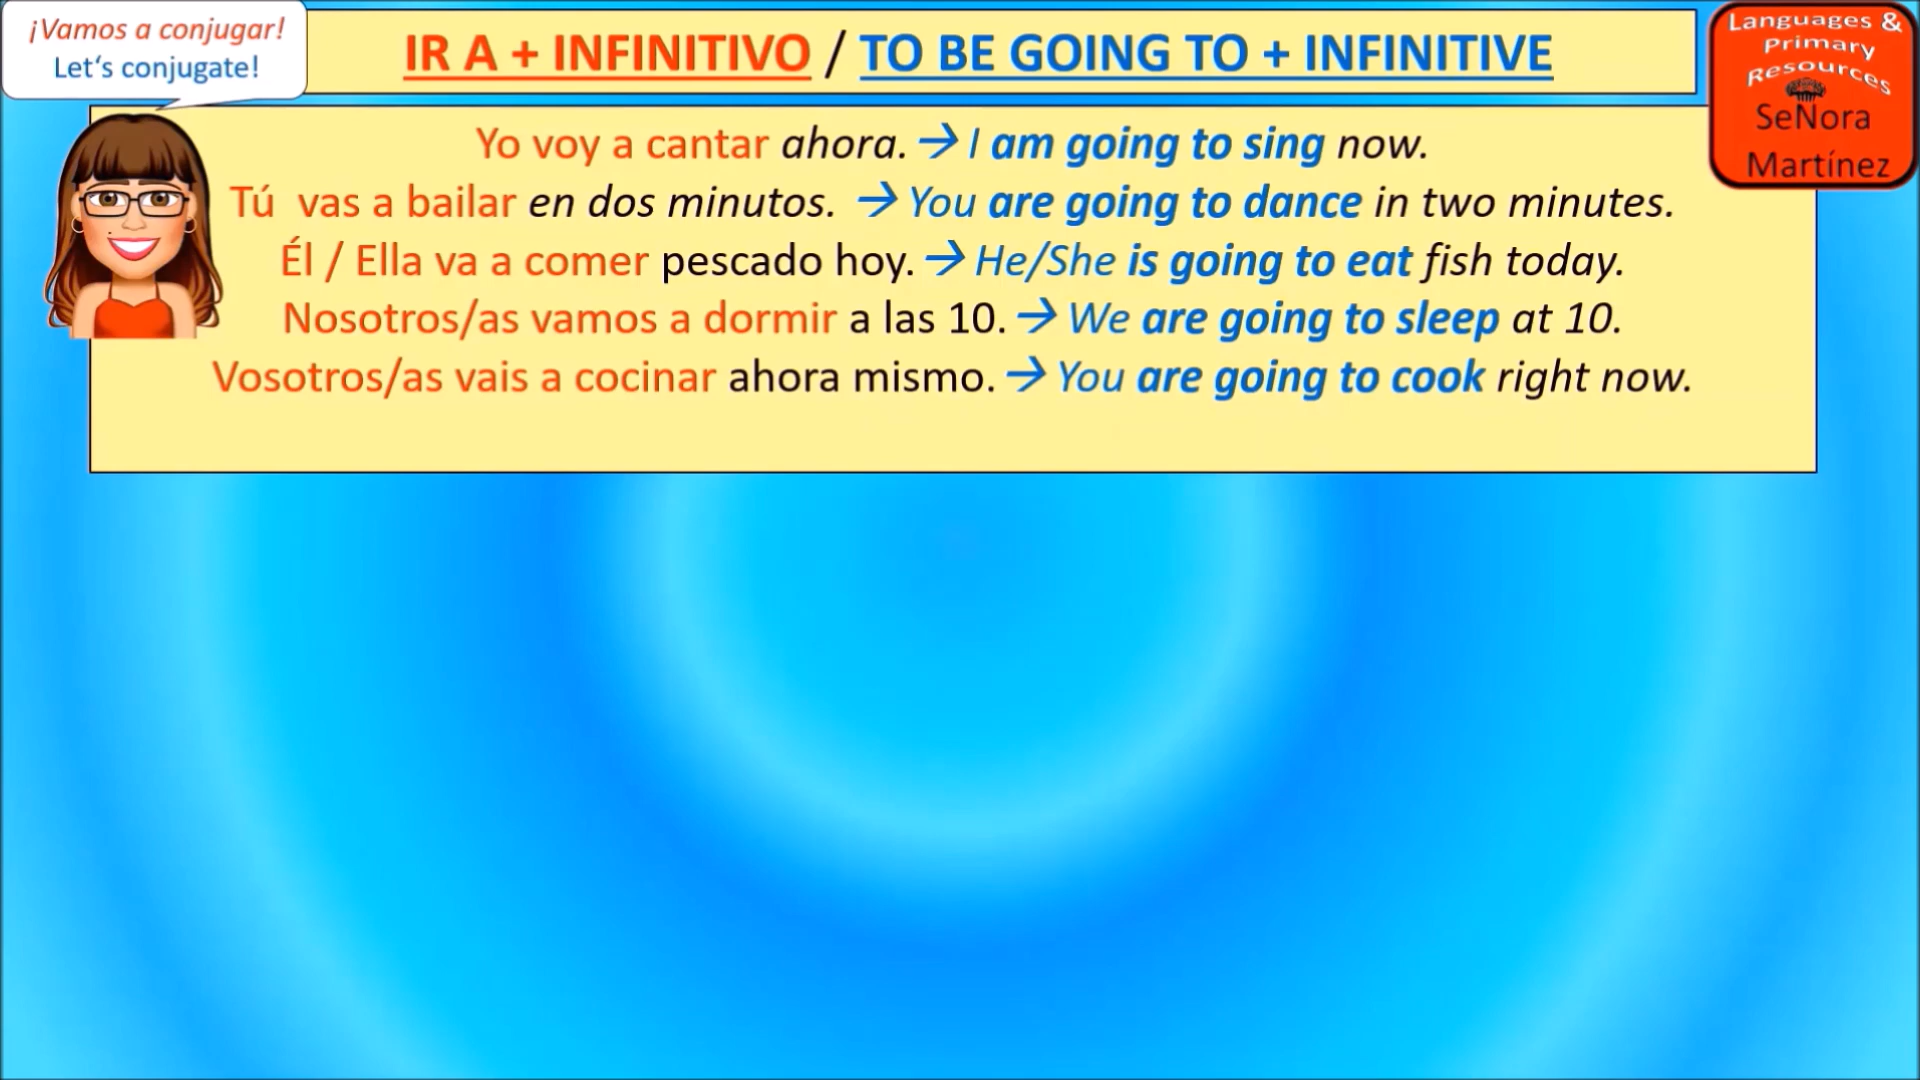 ¡Vamos a conjugar!
Let‘s conjugate!
IR A + INFINITIVO / TO BE GOING TO + INFINITIVE
Languages &
Primary
Resources
SeNora
Martínez
Yo voy a cantar ahora. → I am going to sing now.
Tú vas a bailar en dos minutos. → You are going to dance in two minutes.
Él / Ella va a comer pescado hoy. → He/She is going to eat fish today.
Nosotros/as vamos a dormir a las 10. → We are going to sleep at 10.
Vosotros/as vais a cocinar ahora mismo. → You are going to cook right now.